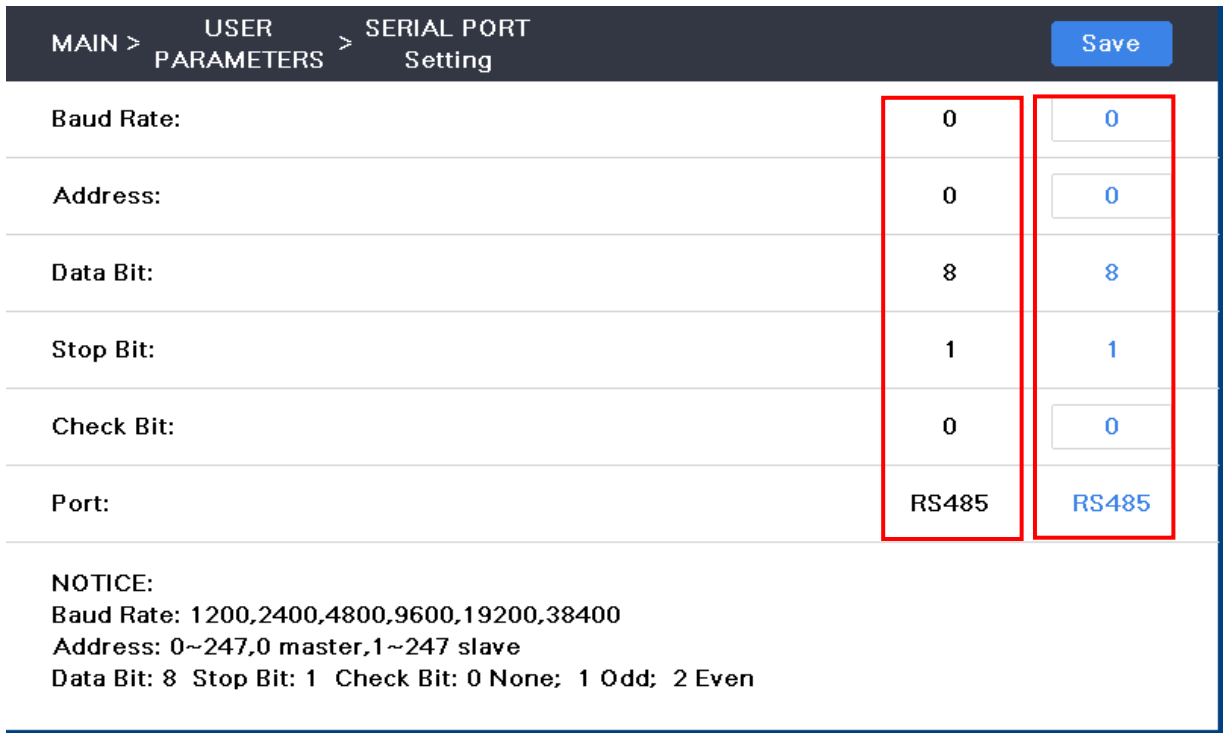 MAIN > USER PARAMETERS > SERIAL PORT Setting
Save
Baud Rate: 0 0
Address: 0 0
Data Bit: 8 8
Stop Bit: 1 1
Check Bit: 0 0
Port: RS485 RS485
NOTICE:
Baud Rate: 1200,2400,4800,9600,19200,38400
Address: 0~247,0 master,1~247 slave
Data Bit: 8 Stop Bit: 1 Check Bit: 0 None; 1 Odd; 2 Even